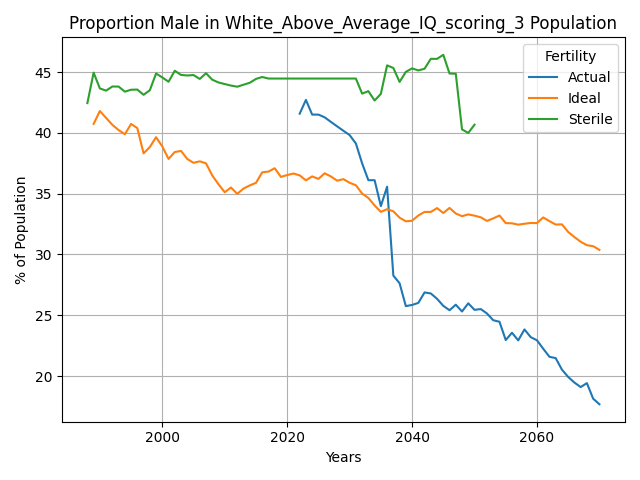 Proportion Male in White_Above_Average_IQ_scoring_3 Population
Fertility
Actual
Ideal
Sterile
% of Population
45
40
35
30
25
20
2000
2020
2040
2060
Years